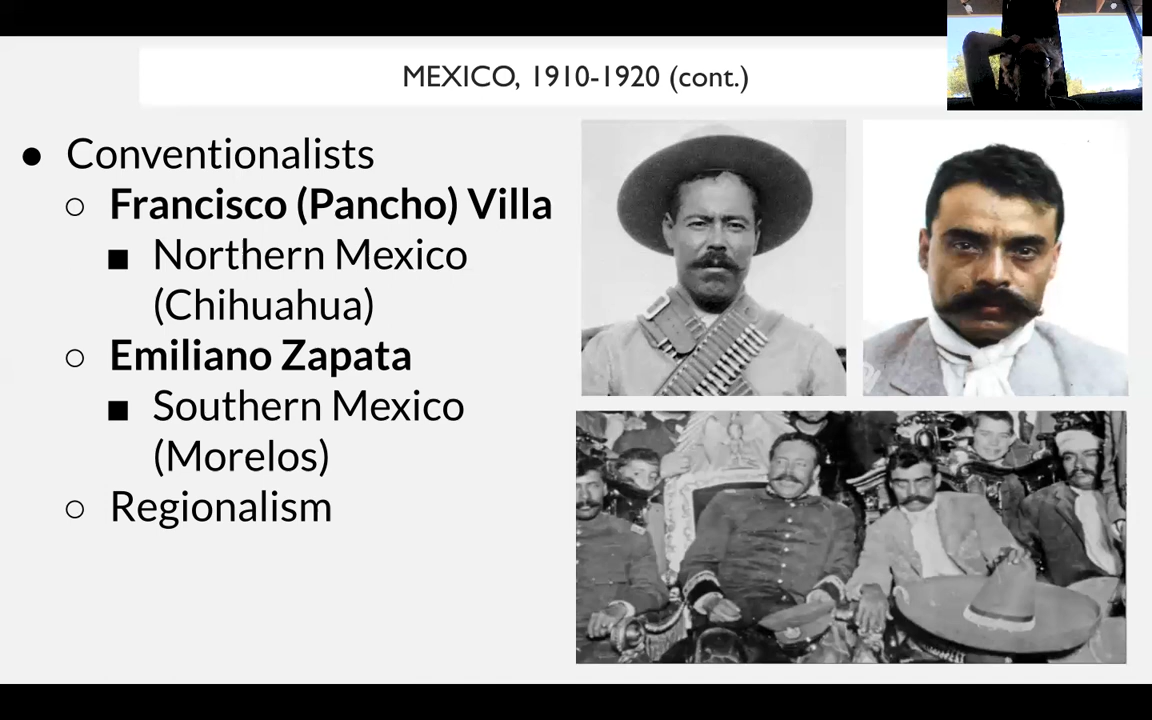 MEXICO, 1910-1920 (cont.)
● Conventionalists
○ Francisco (Pancho) Villa
■ Northern Mexico
(Chihuahua)
○ Emiliano Zapata
■ Southern Mexico
(Morelos)
○ Regionalism